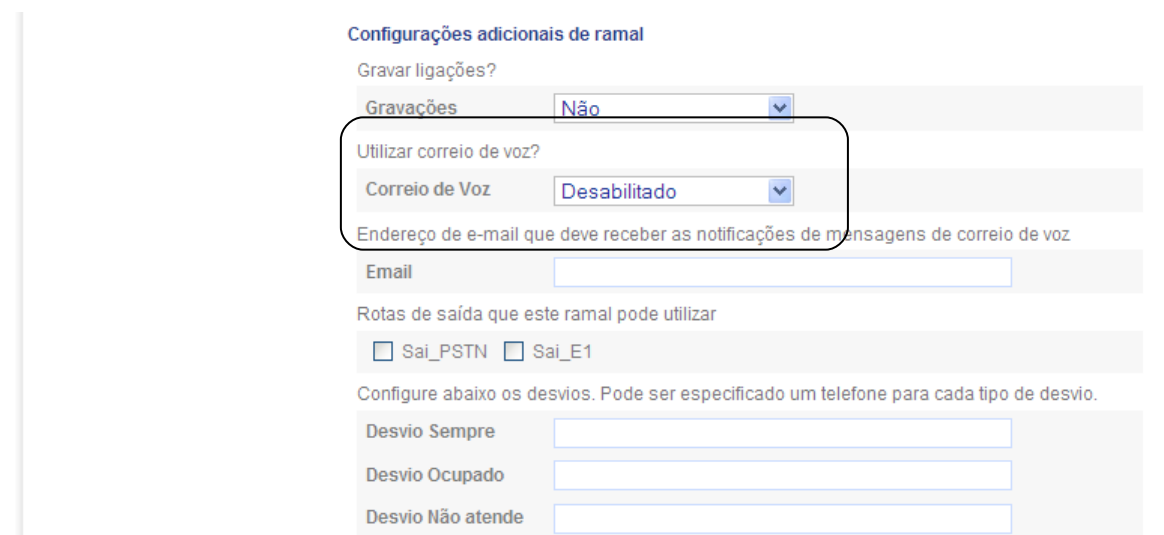 Configurações adicionais de ramal
Gravar ligações?
Gravações Não
Utilizar correio de voz?
Correio de Voz Desabilitado
Endereço de e-mail que deve receber as notificações de mensagens de correio de voz
Email
Rotas de saída que este ramal pode utilizar
Sai_PSTN Sai_E1
Configure abaixo os desvios. Pode ser especificado um telefone para cada tipo de desvio.
Desvio Sempre
Desvio Ocupado
Desvio Não atende